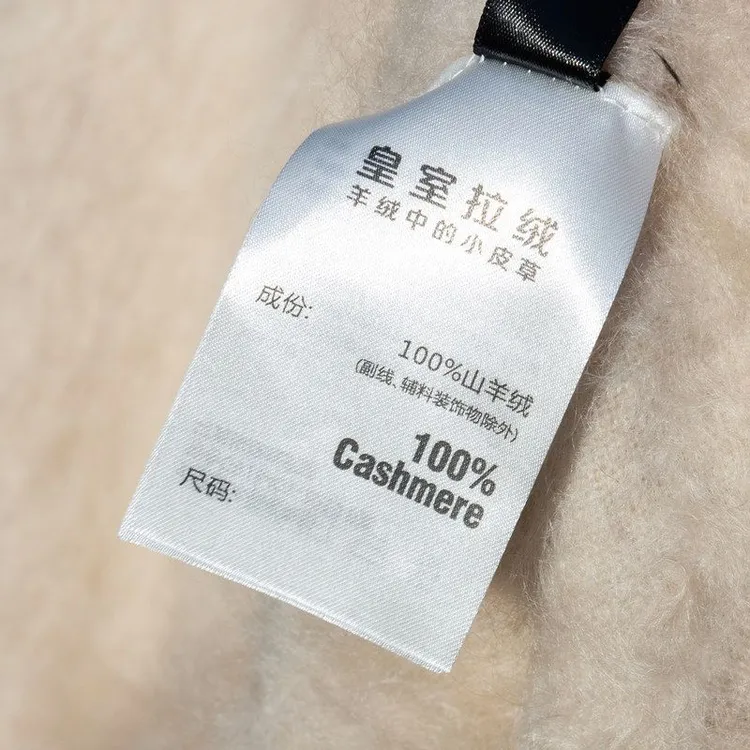 皇室拉绒
羊绒中的小皮草
成份:
100%山羊绒
(副线、辅料装饰物除外)
100%
Cashmere
尺码: